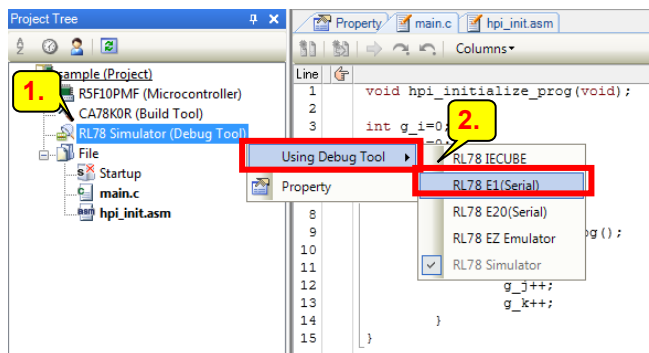 Project Tree
Property
main.c
hpi_init.asm
Columns
sample (Project)
R5F10PMF (Microcontroller)
CA78K0R (Build Tool)
RL78 Simulator (Debug Tool)
File
Startup
main.c
hpi_init.asm
1.
Line
1 void hpi_initialize_prog(void);
2
3 int g_i=0;
2.
=0;
Using Debug Tool
Property
RL78 IECUBE
RL78 E1(Serial)
RL78 E20(Serial)
RL78 EZ Emulator
RL78 Simulator
8
9 og();
10
11
12 g_j++;
13 g_k++;
14 }
15 }